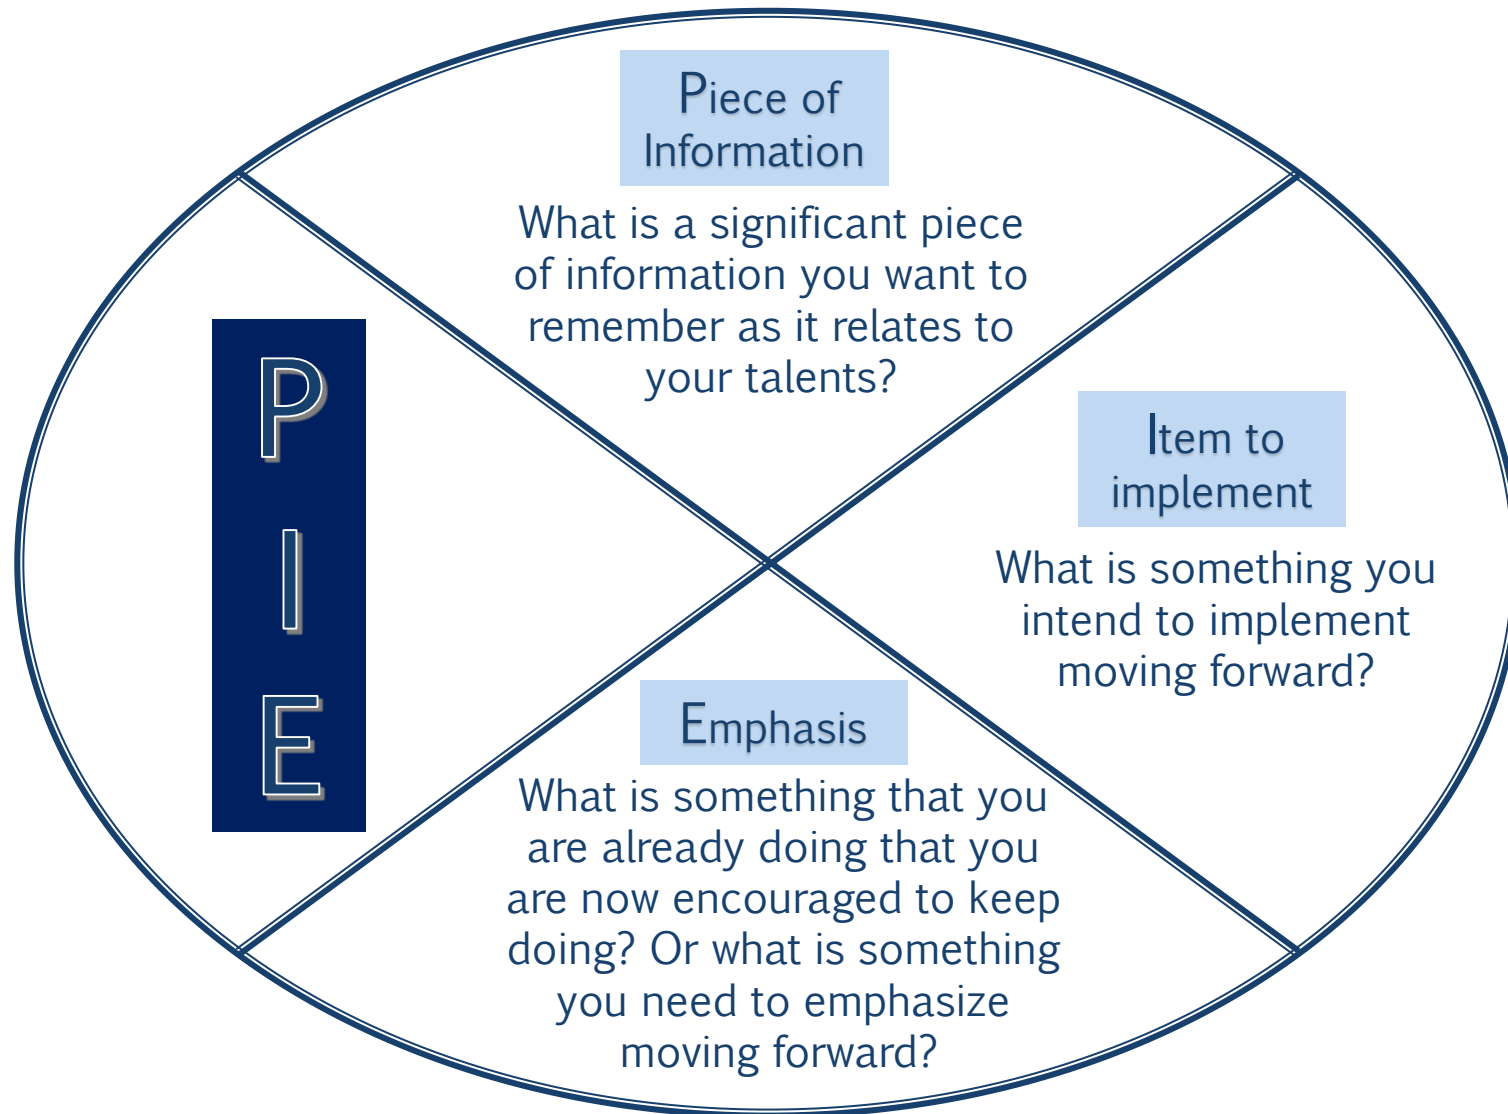 P
I
E
Piece of
Information
What is a significant piece
of information you want to
remember as it relates to
your talents?
Item to
implement
What is something you
intend to implement
moving forward?
Emphasis
What is something that you
are already doing that you
are now encouraged to keep
doing? Or what is something
you need to emphasize
moving forward?